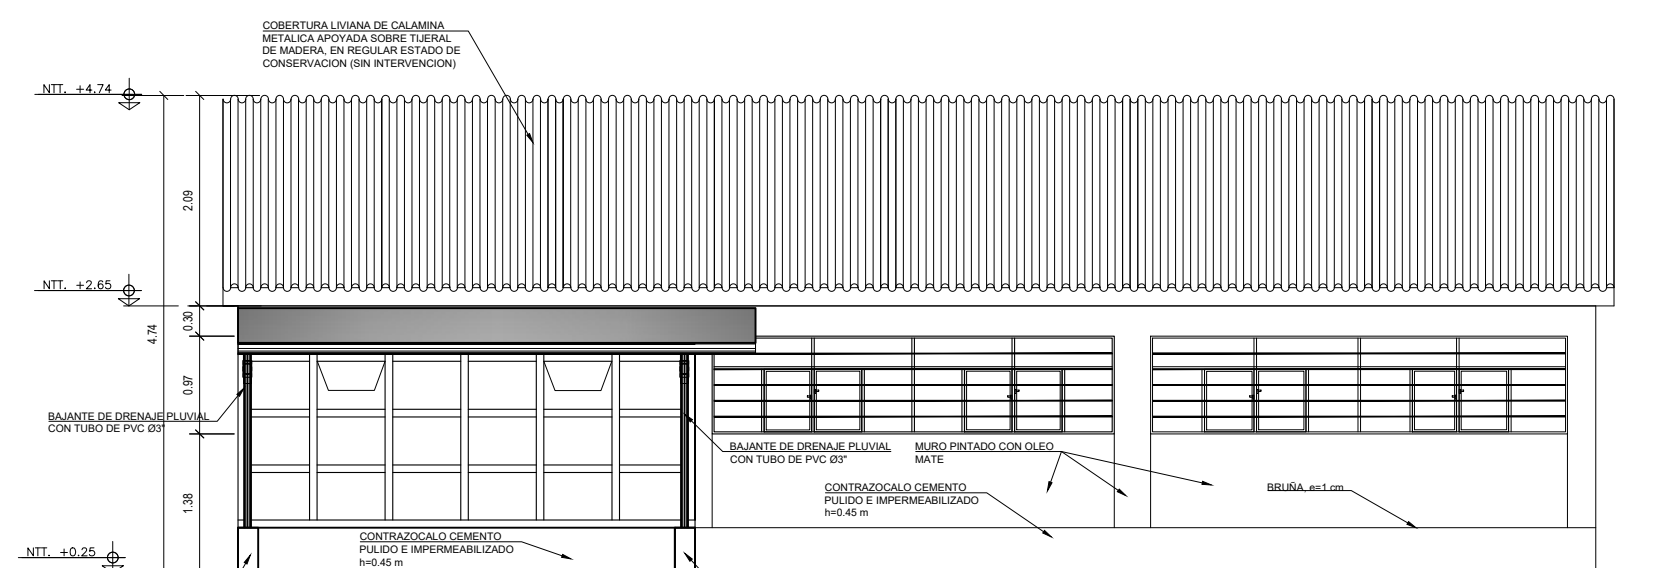 COBERTURA LIVIANA DE CALAMINA
METALICA APOYADA SOBRE TIJERAL
DE MADERA, EN REGULAR ESTADO DE
CONSERVACION (SIN INTERVENCION)
NTT. +4.74
2.09
NTT. +2.65
0.30
4.74
0.97
BAJANTE DE DRENAJE PLUVIAL
CON TUBO DE PVC Ø3"
BAJANTE DE DRENAJE PLUVIAL
CON TUBO DE PVC Ø3"
MURO PINTADO CON OLEO
MATE
CONTRAZOCALO CEMENTO
PULIDO E IMPERMEABILIZADO
h=0.45 m
BRUÑA, e=1 cm
1.38
CONTRAZOCALO CEMENTO
PULIDO E IMPERMEABILIZADO
h=0.45 m
NTT. +0.25